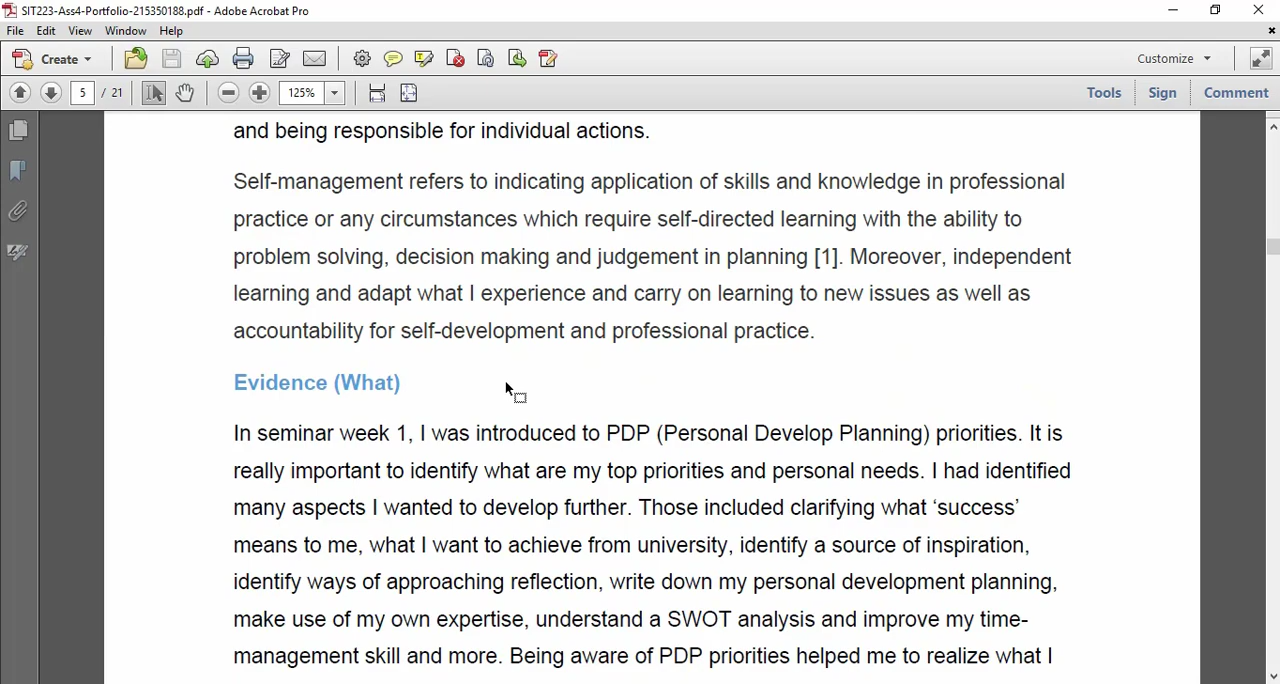 SIT223-Ass4-Portfolio-215350188.pdf - Adobe Acrobat Pro
File Edit View Window Help
Create Customize
5 / 21 125% Tools Sign Comment
and being responsible for individual actions.
Self-management refers to indicating application of skills and knowledge in professional
practice or any circumstances which require self-directed learning with the ability to
problem solving, decision making and judgement in planning [1]. Moreover, independent
learning and adapt what I experience and carry on learning to new issues as well as
accountability for self-development and professional practice.
Evidence (What)
In seminar week 1, I was introduced to PDP (Personal Develop Planning) priorities. It is
really important to identify what are my top priorities and personal needs. I had identified
many aspects I wanted to develop further. Those included clarifying what ‘success’
means to me, what I want to achieve from university, identify a source of inspiration,
identify ways of approaching reflection, write down my personal development planning,
make use of my own expertise, understand a SWOT analysis and improve my time-
management skill and more. Being aware of PDP priorities helped me to realize what I